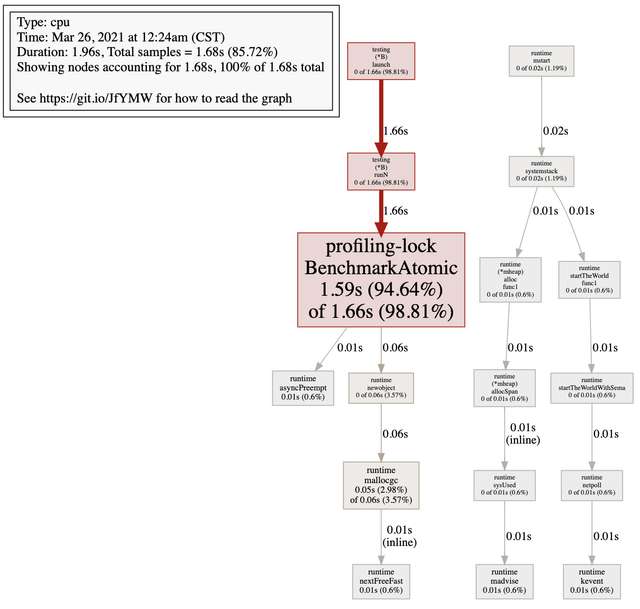 Type: cpu
Time: Mar 26, 2021 at 12:24am (CST)
Duration: 1.96s, Total samples = 1.68s (85.72%)
Showing nodes accounting for 1.68s, 100% of 1.68s total
See https://git.io/JfYMW for how to read the graph
testing
(*B)
launch
0 of 1.66s (98.81%)
1.66s
testing
(*B)
runN
0 of 1.66s (98.81%)
1.66s
profiling-lock
BenchmarkAtomic
1.59s (94.64%)
of 1.66s (98.81%)
0.01s
0.06s
runtime
asyncPreempt
0.01s (0.6%)
runtime
newobject
0 of 0.06s (3.57%)
0.06s
runtime
mallocgc
0.05s (2.98%)
of 0.06s (3.57%)
0.01s
(inline)
runtime
nextFreeFast
0.01s (0.6%)
runtime
mstart
0 of 0.02s (1.19%)
0.02s
runtime
systemstack
0 of 0.02s (1.19%)
0.01s
0.01s
runtime
(*mheap)
alloc
func1
0 of 0.01s (0.6%)
0.01s
runtime
(*mheap)
allocSpan
0 of 0.01s (0.6%)
0.01s
(inline)
runtime
sysUsed
0 of 0.01s (0.6%)
0.01s
runtime
madvise
0.01s (0.6%)
runtime
startTheWorld
func1
0 of 0.01s (0.6%)
0.01s
runtime
startTheWorldWithSema
0 of 0.01s (0.6%)
0.01s
runtime
netpoll
0 of 0.01s (0.6%)
0.01s
runtime
kevent
0.01s (0.6%)